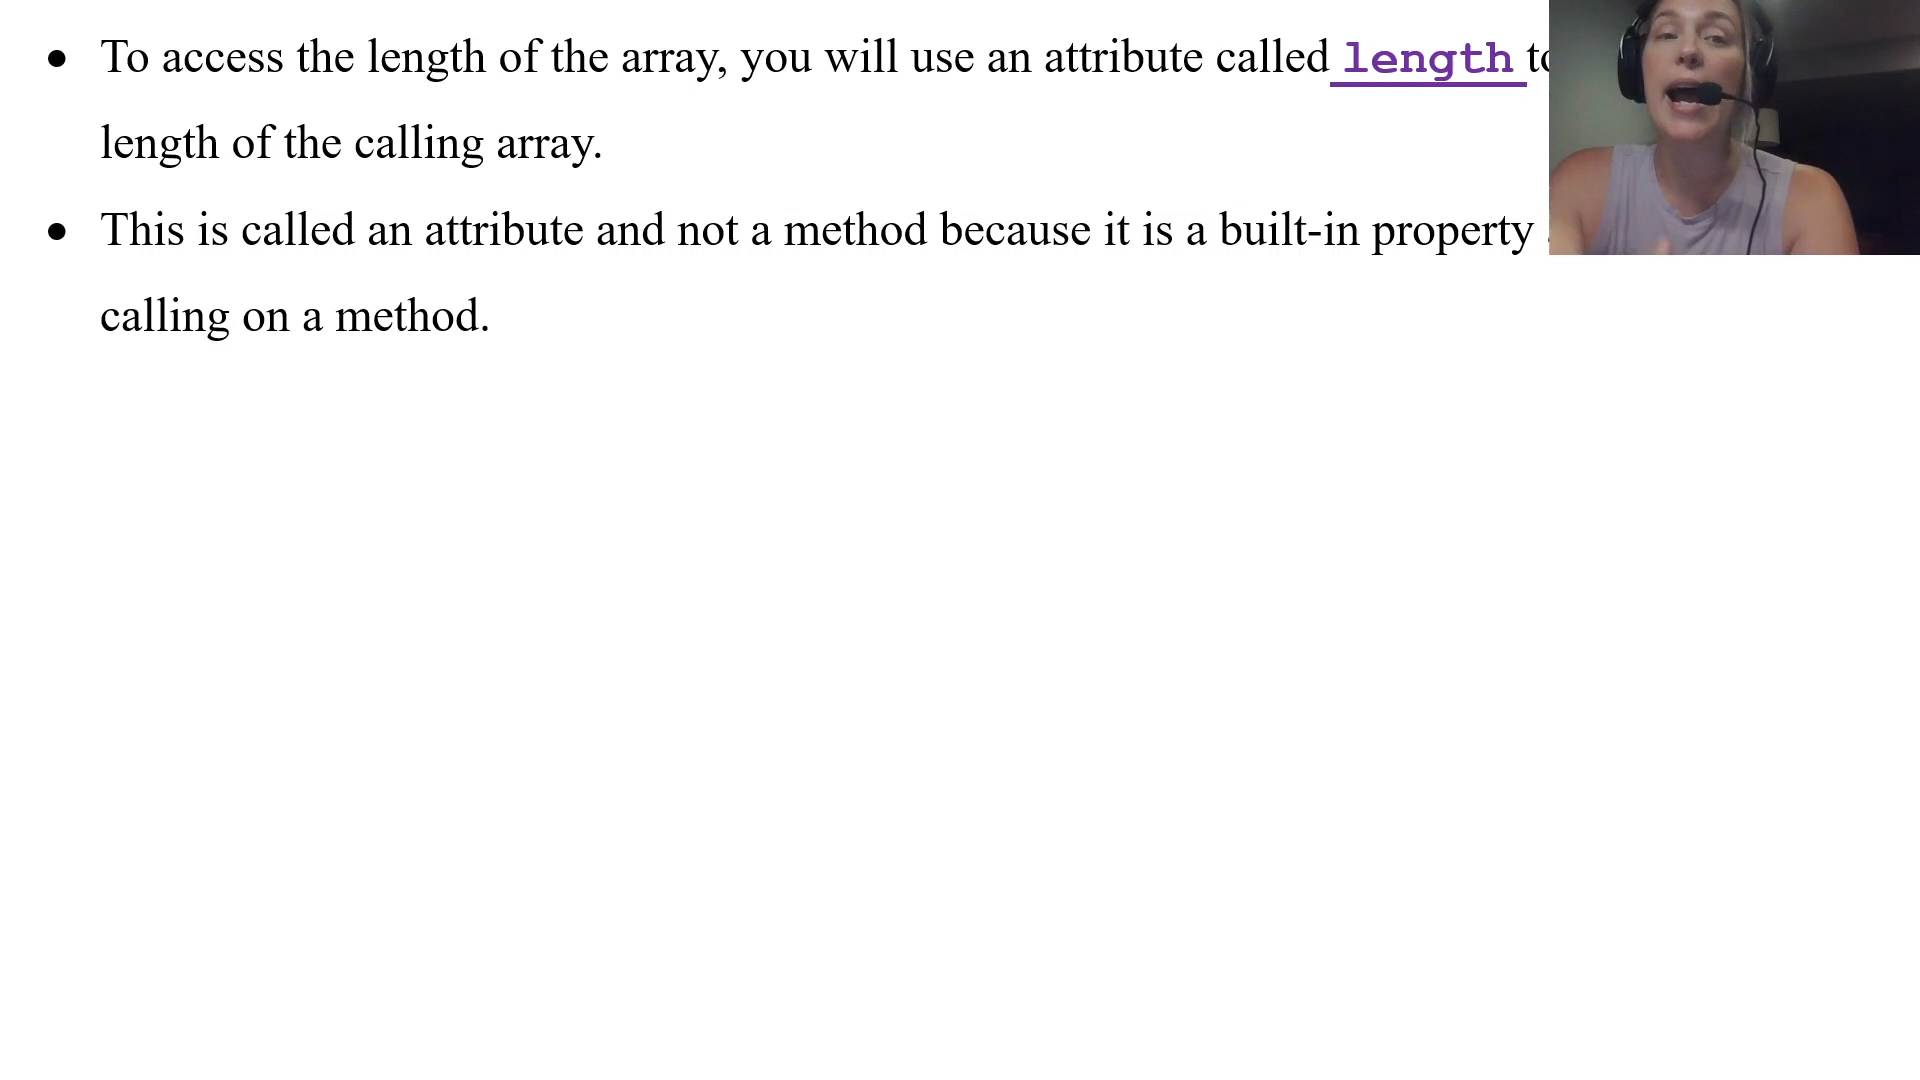 To access the length of the array, you will use an attribute called length to
length of the calling array.
This is called an attribute and not a method because it is a built-in property
calling on a method.